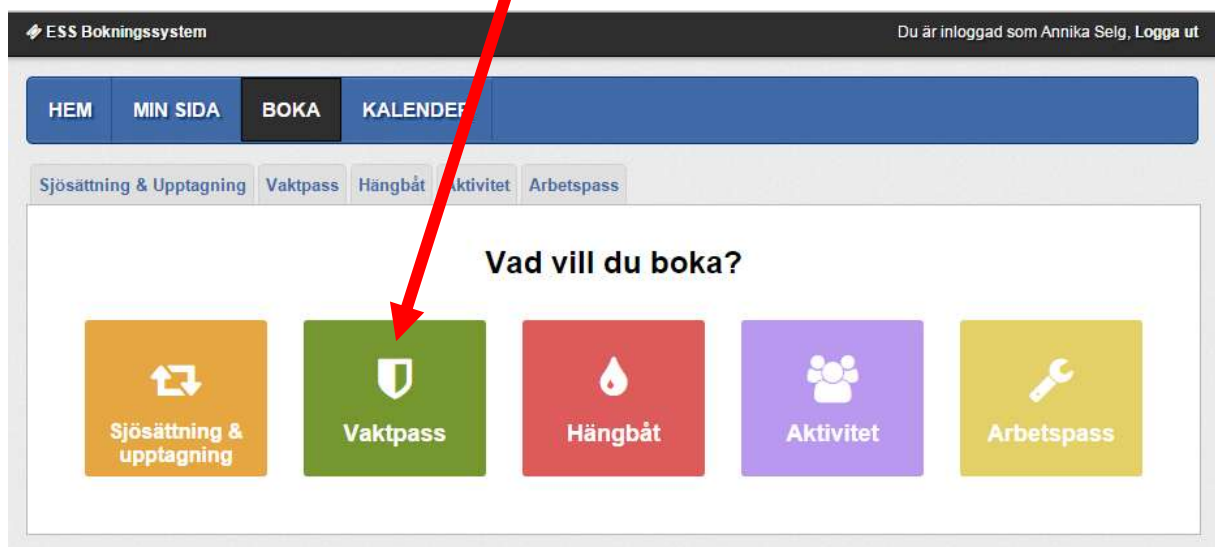 ESS Bokningssystem
Du är inloggad som Annika Selg, Logga ut
HEM MIN SIDA BOKA KALENDER
Sjösättning & Upptagning Vaktpass Hängbåt Aktivitet Arbetspass
Vad vill du boka?
Sjösättning &
upptagning
Vaktpass
Hängbåt
Aktivitet
Arbetspass